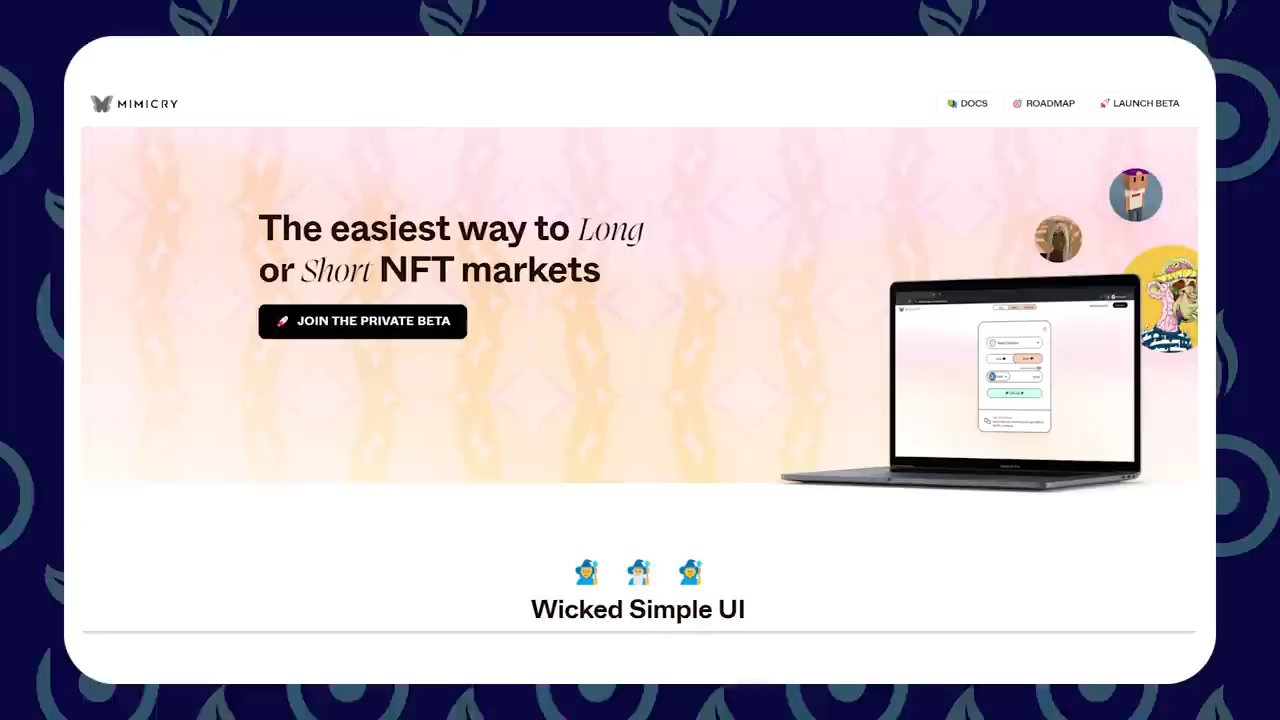 MIMICRY
DOCS
ROADMAP
LAUNCH BETA
The easiest way to Long
or Short NFT markets
JOIN THE PRIVATE BETA
Wicked Simple UI